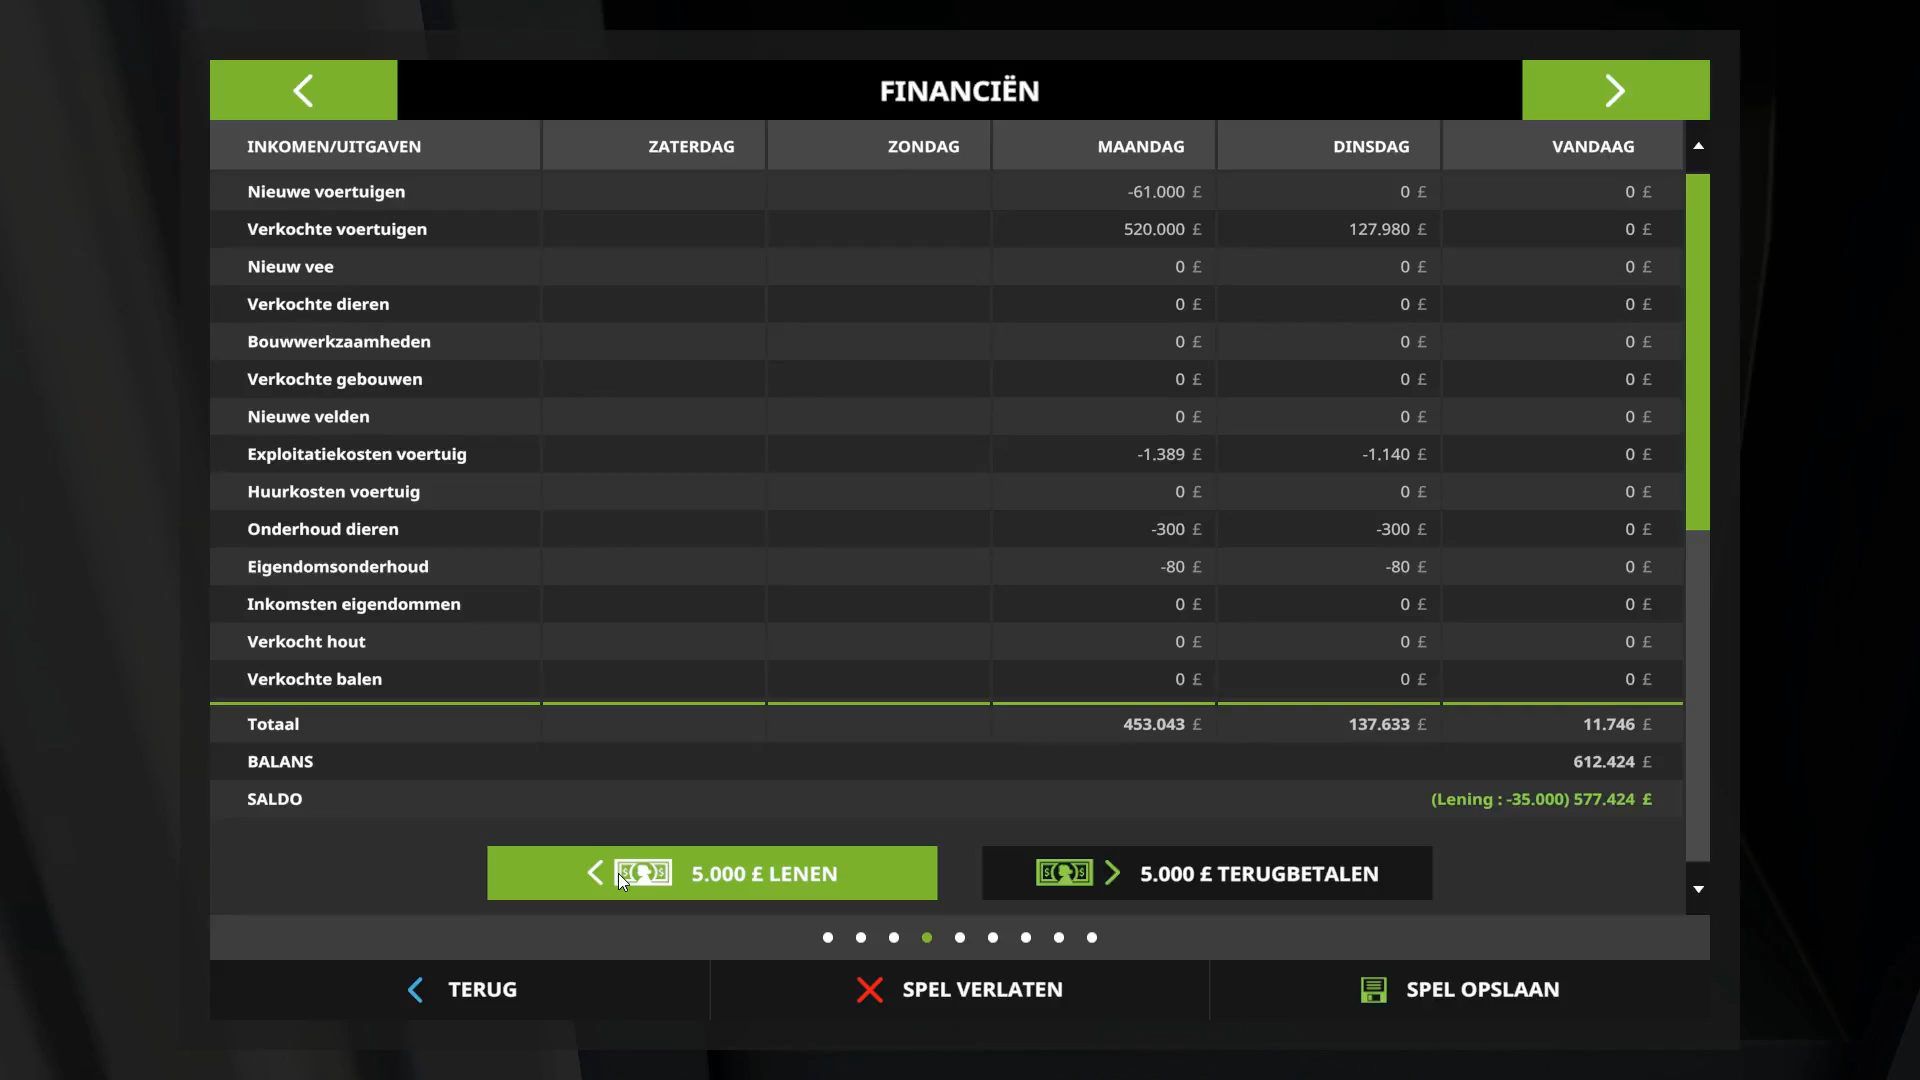 FINANCIËN
INKOMEN/UITGAVEN ZATERDAG ZONDAG MAANDAG DINSDAG VANDAAG
Nieuwe voertuigen -61.000 £ 0 £ 0 £
Verkochte voertuigen 520.000 £ 127.980 £ 0 £
Nieuw vee 0 £ 0 £ 0 £
Verkochte dieren 0 £ 0 £ 0 £
Bouwwerkzaamheden 0 £ 0 £ 0 £
Verkochte gebouwen 0 £ 0 £ 0 £
Nieuwe velden 0 £ 0 £ 0 £
Exploitatiekosten voertuig -1.389 £ -1.140 £ 0 £
Huurkosten voertuig 0 £ 0 £ 0 £
Onderhoud dieren -300 £ -300 £ 0 £
Eigendomsonderhoud -80 £ -80 £ 0 £
Inkomsten eigendommen 0 £ 0 £ 0 £
Verkocht hout 0 £ 0 £ 0 £
Verkochte balen 0 £ 0 £ 0 £
Totaal 453.043 £ 137.633 £ 11.746 £
BALANS 612.424 £
SALDO (Lening : -35.000) 577.424 £
5.000 £ LENEN 5.000 £ TERUGBETALEN
TERUG SPEL VERLATEN SPEL OPSLAAN